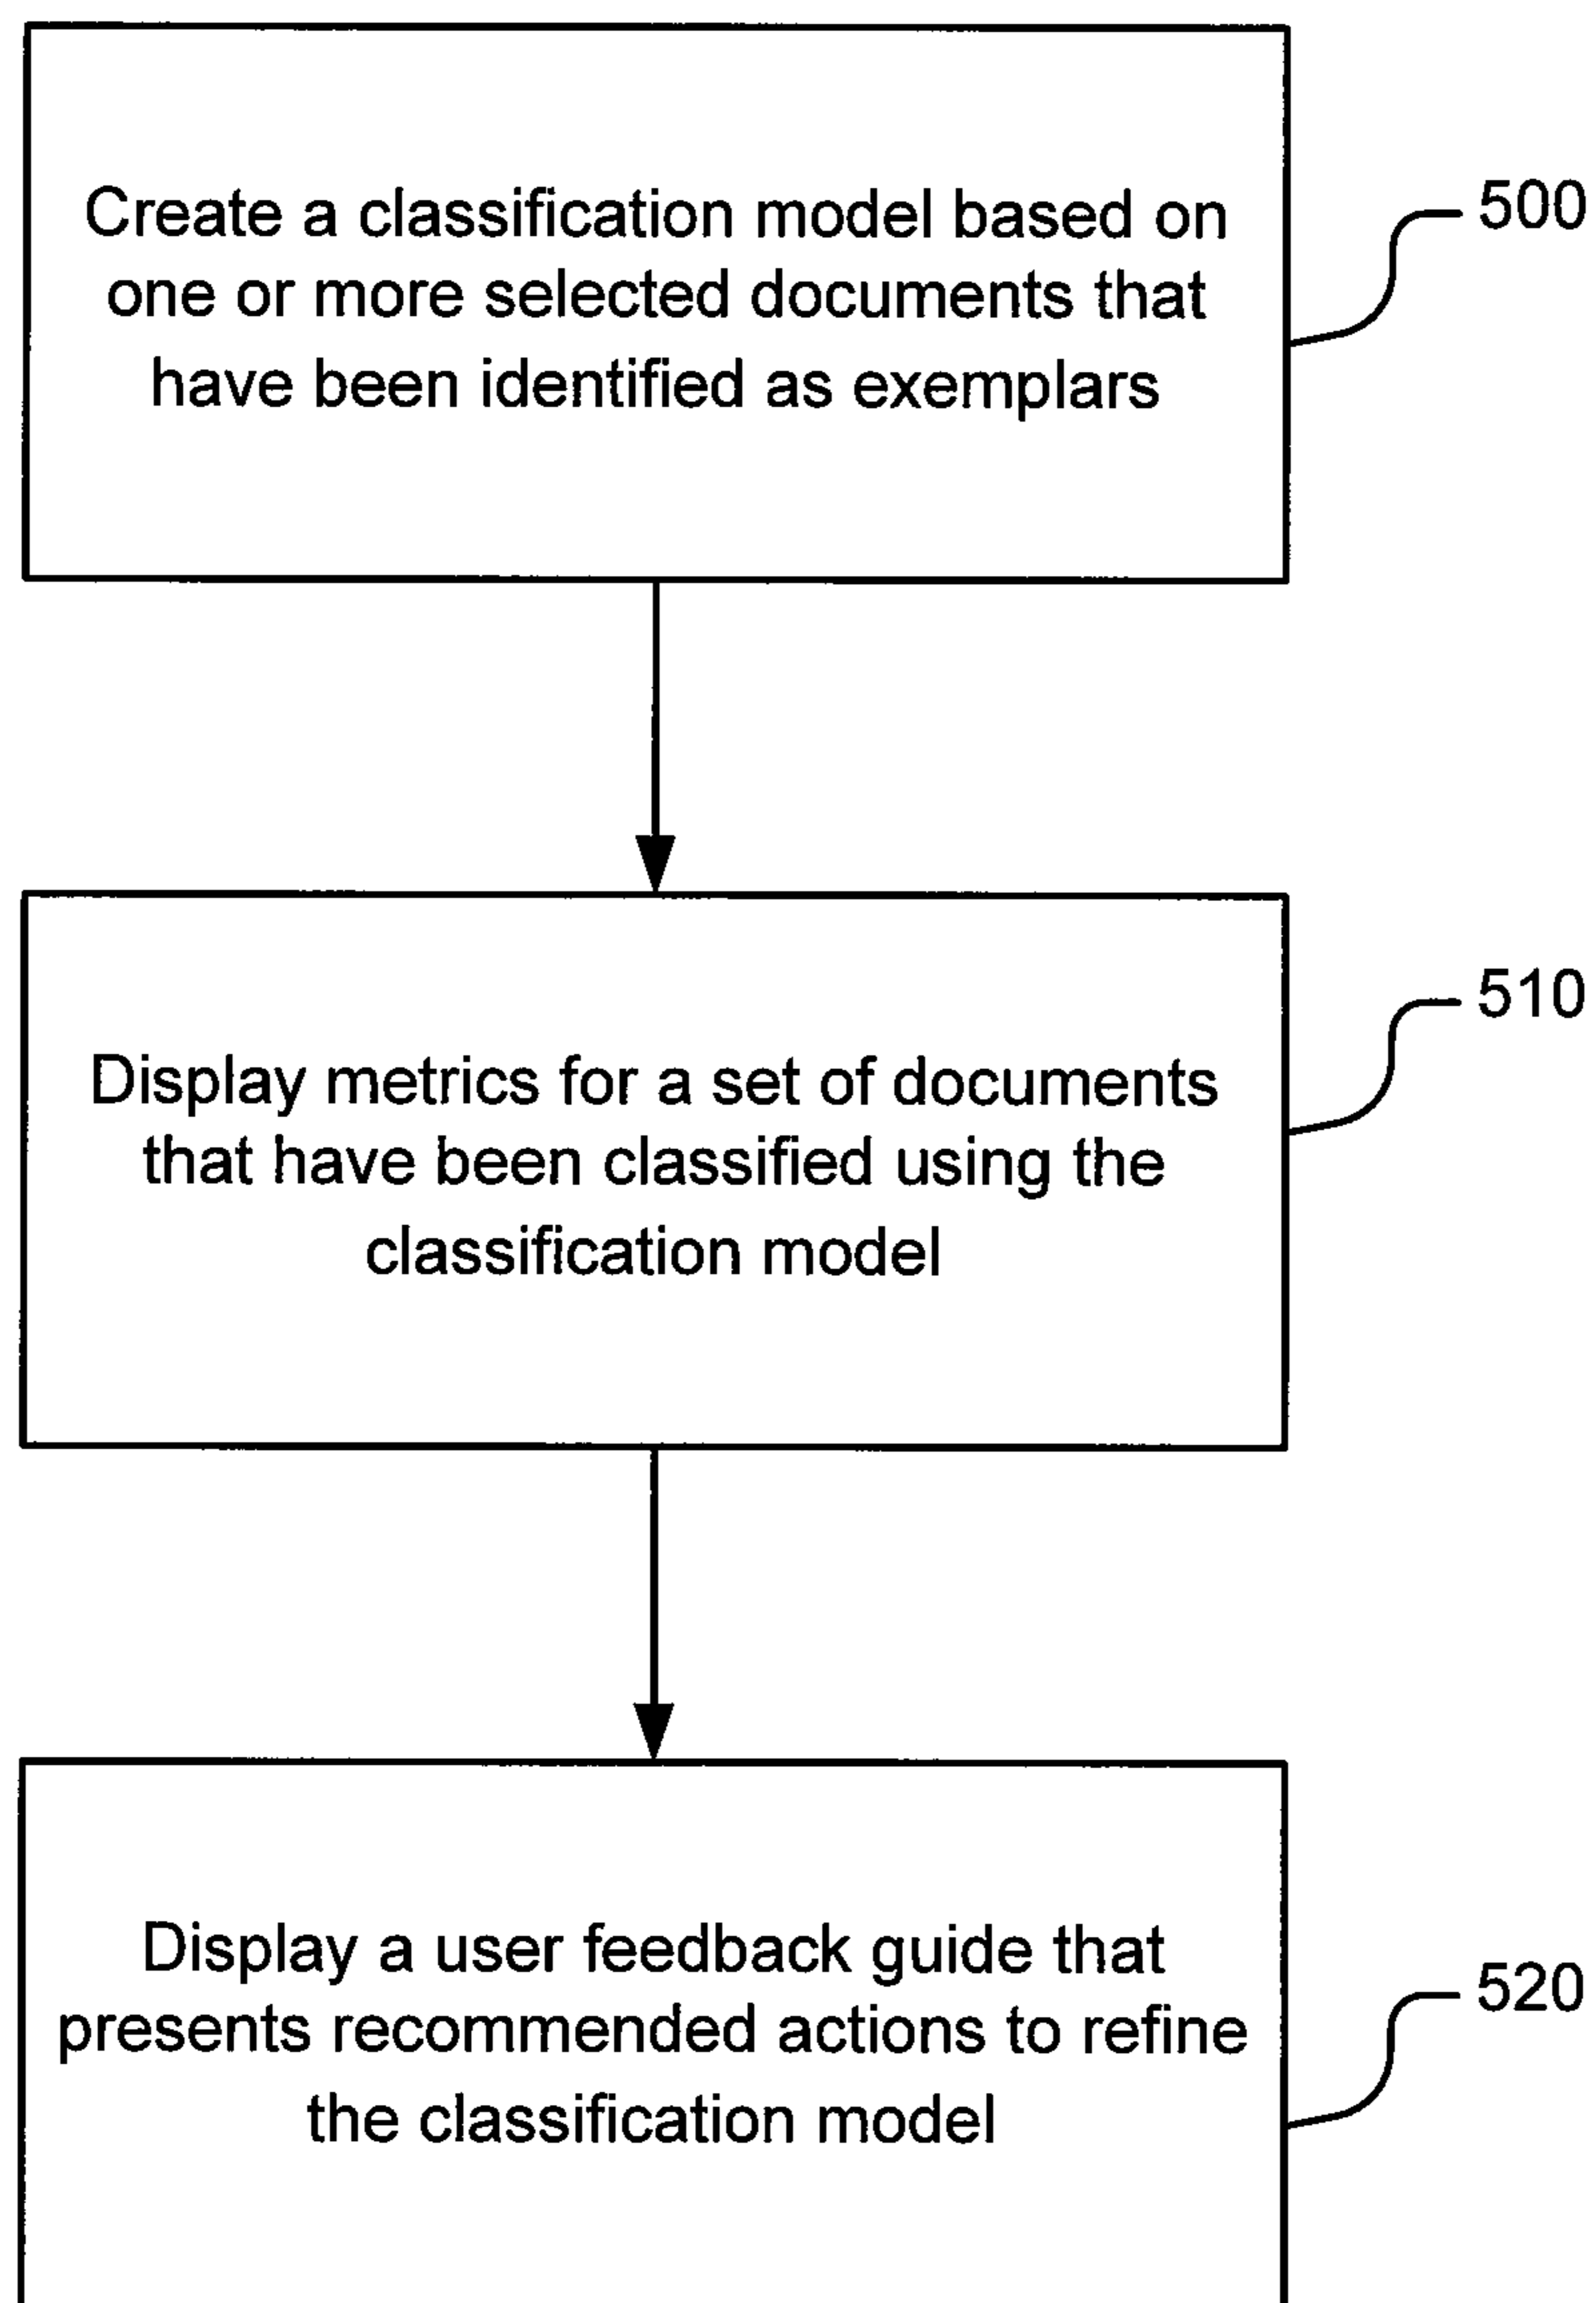 Create a classification model based on
one or more selected documents that
have been identified as exemplars
500
Display metrics for a set of documents
that have been classified using the
classification model
510
Display a user feedback guide that
presents recommended actions to refine
the classification model
520